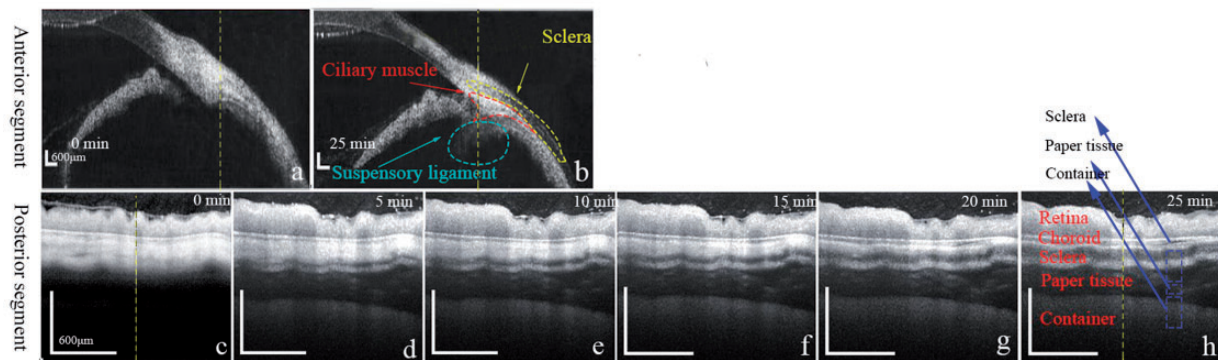 Anterior segment
0 min
600μm
a
Sclera
Ciliary muscle
25 min
Suspensory ligament
b
Sclera
Paper tissue
Container
Posterior segment
0 min
600μm
c
5 min
d
10 min
e
15 min
f
20 min
g
25 min
Retina
Choroid
Sclera
Paper tissue
Container
h